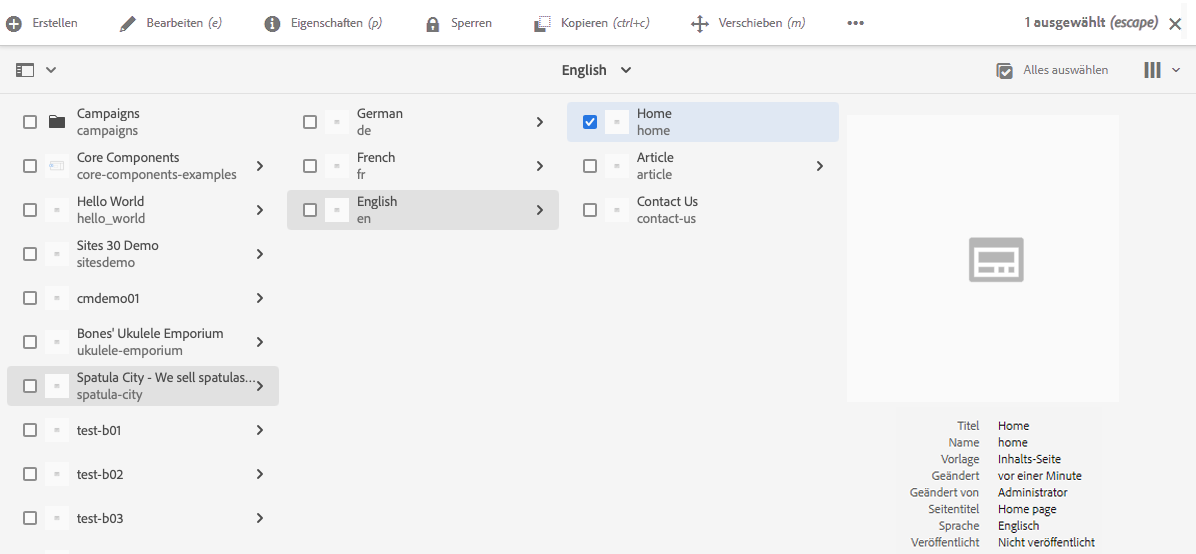 Erstellen
Bearbeiten (e)
Eigenschaften (p)
Sperren
Kopieren (ctrl+c)
Verschieben (m)
1 ausgewählt (escape)
English
Alles auswählen
Campaigns
campaigns
Core Components
core-components-examples
Hello World
hello_world
Sites 30 Demo
sitesdemo
cmdemo01
Bones' Ukulele Emporium
ukulele-emporium
Spatula City - We sell spatulas...
spatula-city
test-b01
test-b02
test-b03
German
de
French
fr
English
en
Home
home
Article
article
Contact Us
contact-us
Titel Home
Name home
Vorlage Inhalts-Seite
Geändert vor einer Minute
Geändert von Administrator
Seitentitel Home page
Sprache Englisch
Veröffentlicht Nicht veröffentlicht